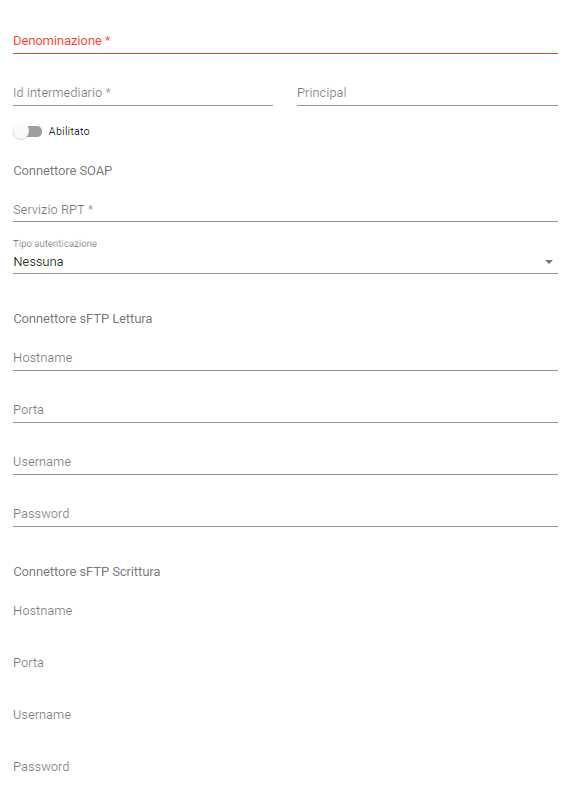 Denominazione *
Id intermediario * Principal
Abilitato
Connettore SOAP
Servizio RPT *
Tipo autenticazione
Nessuna
Connettore sFTP Lettura
Hostname
Porta
Username
Password
Connettore sFTP Scrittura
Hostname
Porta
Username
Password